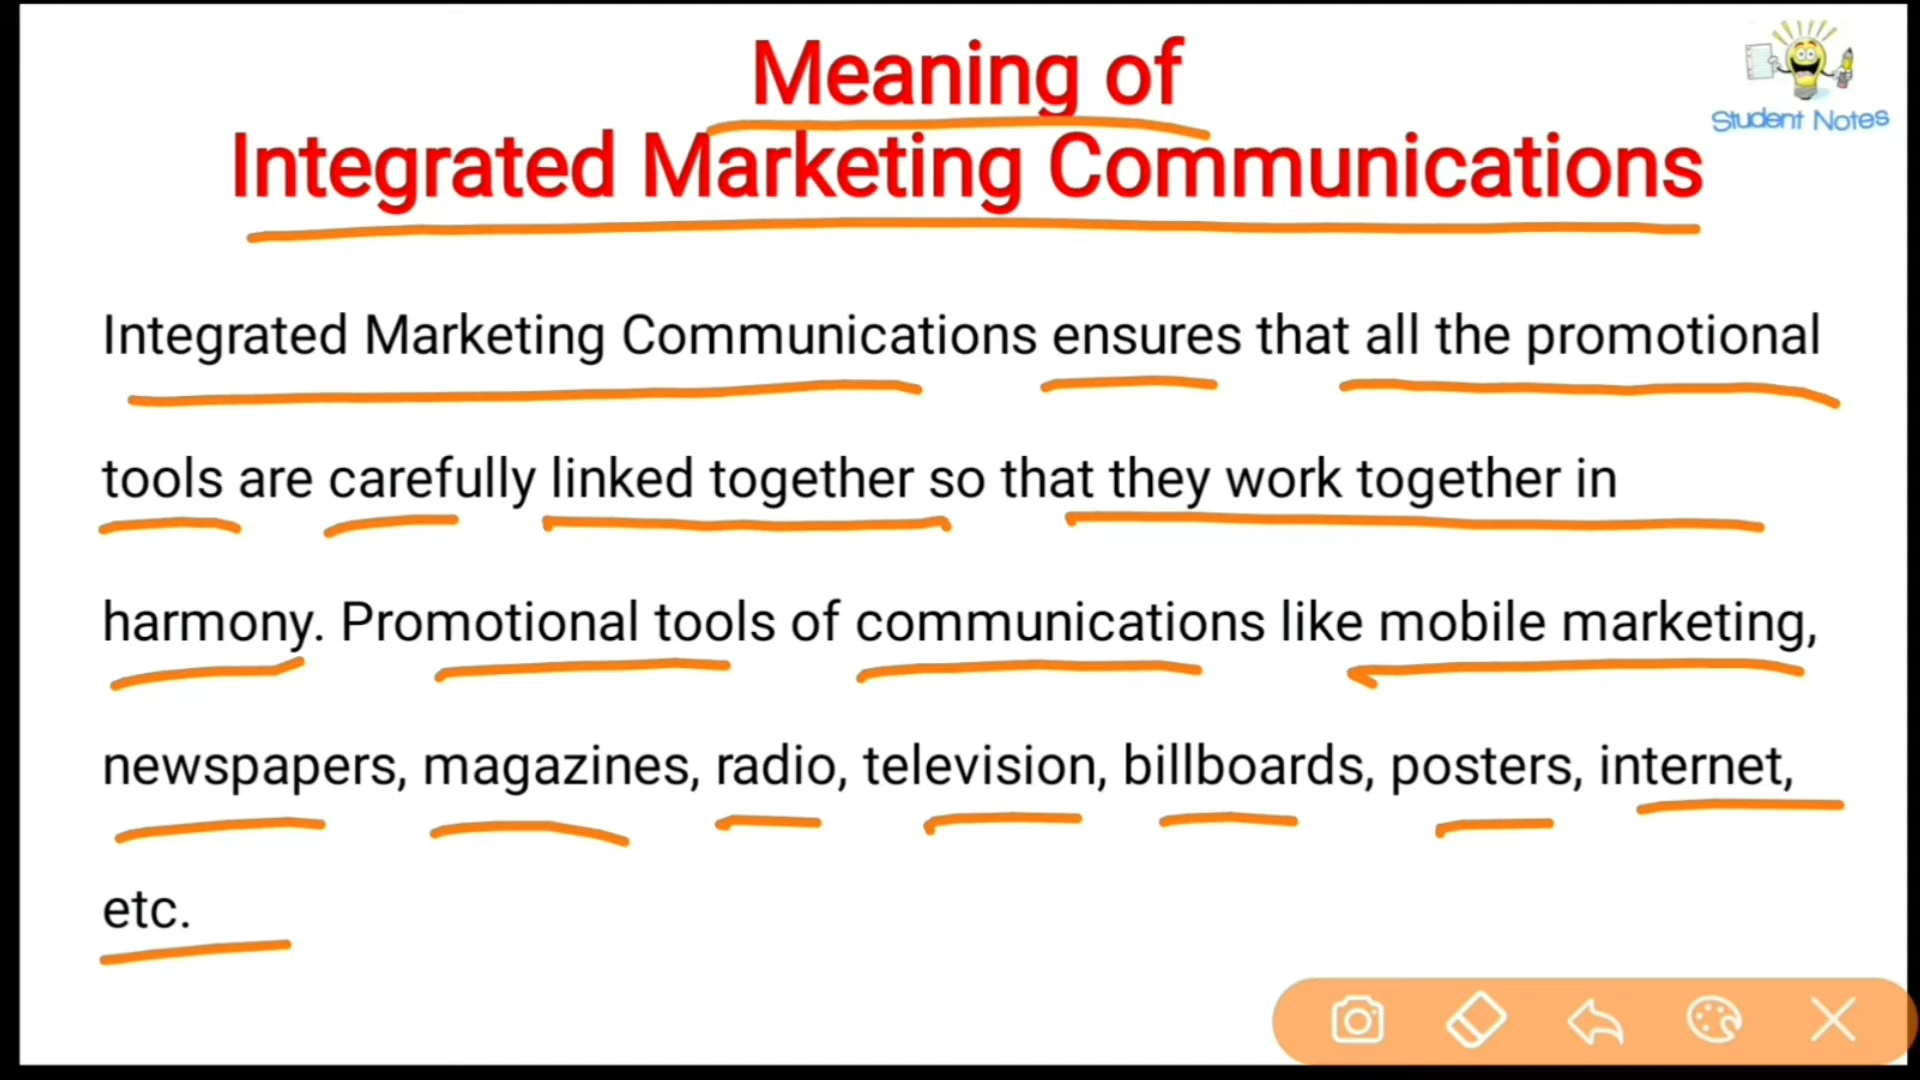 Meaning of
Integrated Marketing Communications
Student Notes
Integrated Marketing Communications ensures that all the promotional
tools are carefully linked together so that they work together in
harmony. Promotional tools of communications like mobile marketing,
newspapers, magazines, radio, television, billboards, posters, internet,
etc.